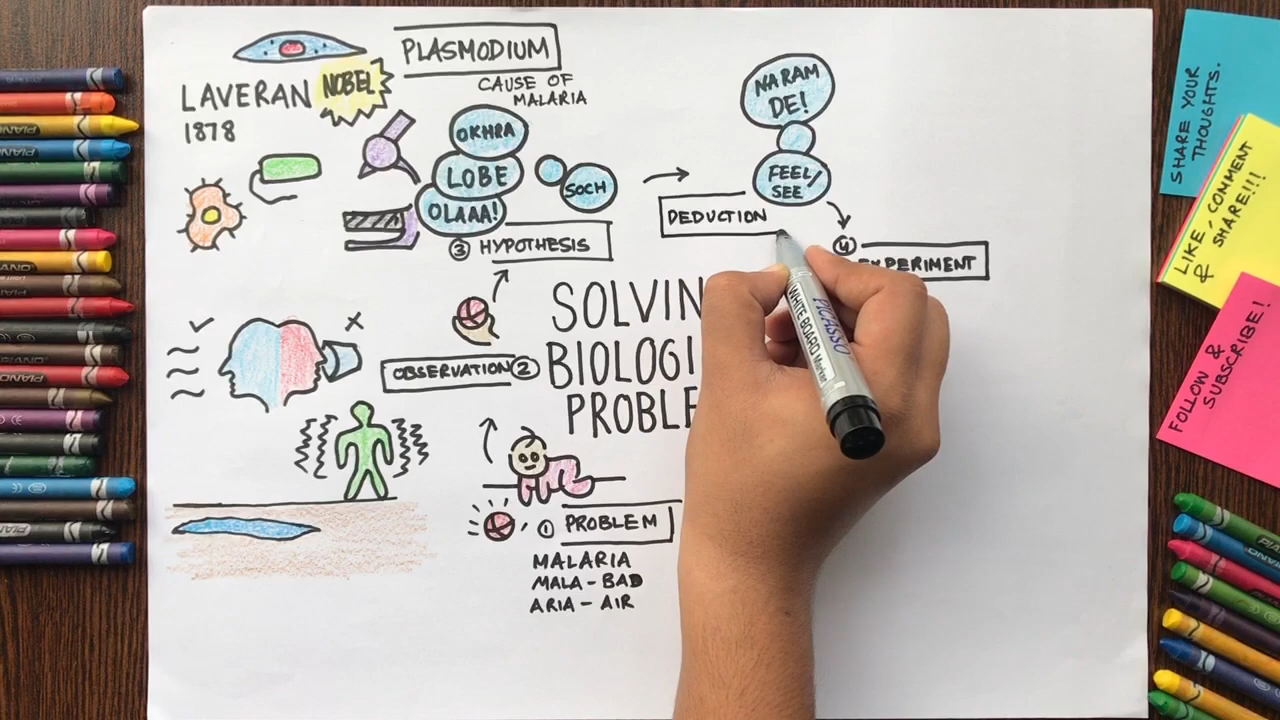 PLASMODIUM
CAUSE OF
MALARIA
LAVERAN NOBEL
1878
OKHRA
LOBE
OLAAA!
SOCH
③ HYPOTHESIS
NARAM
DE!
FEEL/
SEE
DEDUCTION
④
EXPERIMENT
OBSERVATION ②
SOLVIN
BIOLOGI
PROBLE
① PROBLEM
MALARIA
MALA - BAD
ARIA - AIR
PICASSO
WHITE BOARD Marker
SHARE YOUR
THOUGHTS.
LIKE, COMMENT
& SHARE!!!
FOLLOW &
SUBSCRIBE!